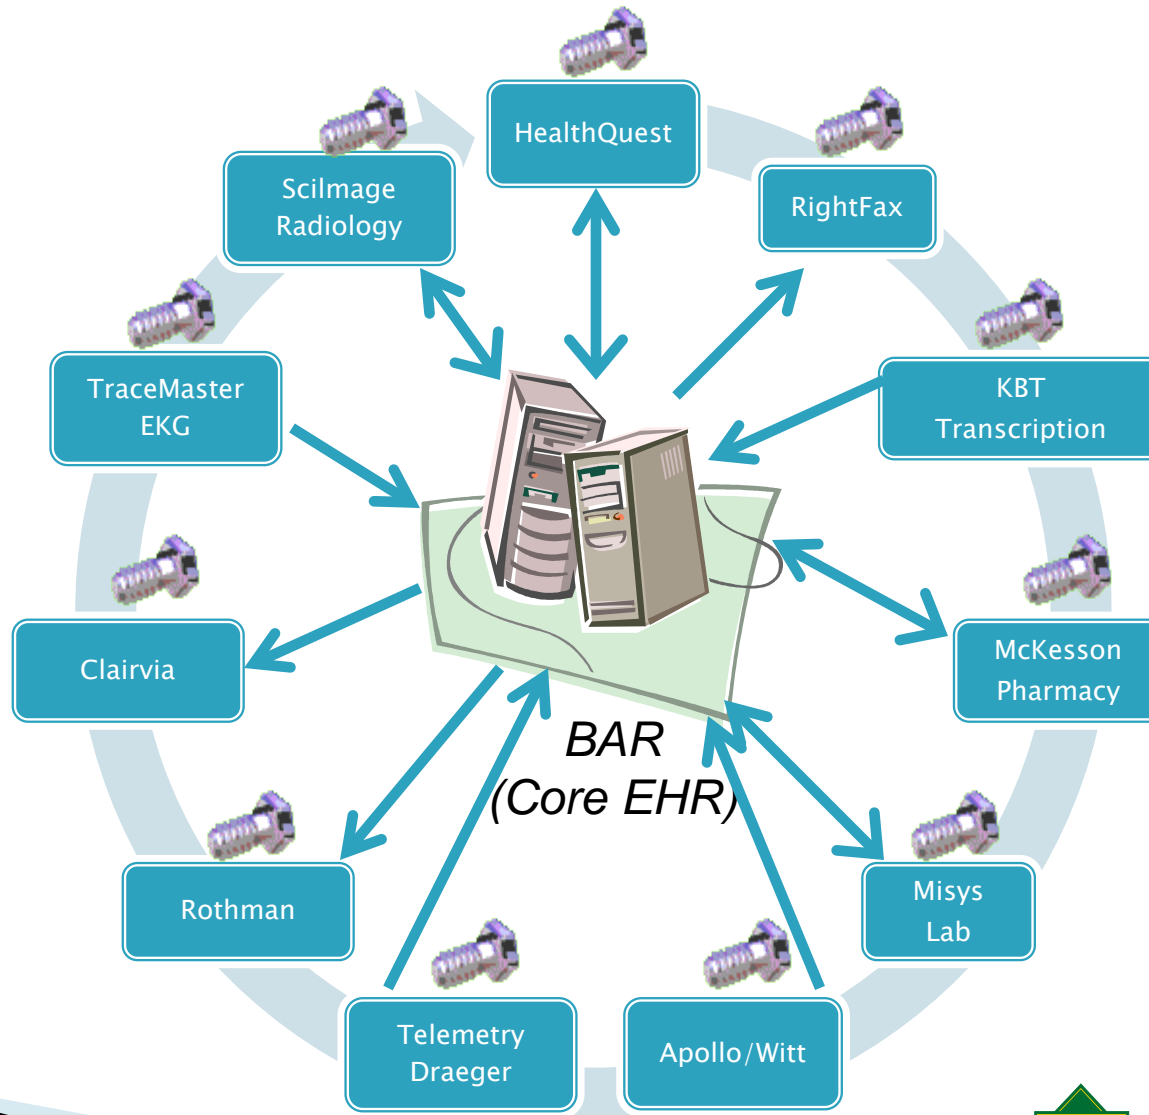 HealthQuest
RightFax
KBT
Transcription
McKesson
Pharmacy
Misys
Lab
Apollo/Witt
Telemetry
Draeger
Rothman
Clairvia
TraceMaster
EKG
SciImage
Radiology
BAR
(Core EHR)